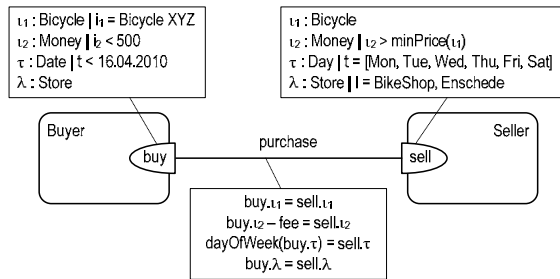 ι₁ : Bicycle | i₁ = Bicycle XYZ
ι₂ : Money | i₂ < 500
τ : Date | t < 16.04.2010
λ : Store
ι₁ : Bicycle
ι₂ : Money | ι₂ > minPrice(ι₁)
τ : Day | t = [Mon, Tue, Wed, Thu, Fri, Sat]
λ : Store | l = BikeShop, Enschede
Buyer
buy
purchase
Seller
sell
buy.ι₁ = sell.ι₁
buy.ι₂ – fee = sell.ι₂
dayOfWeek(buy.τ) = sell.τ
buy.λ = sell.λ